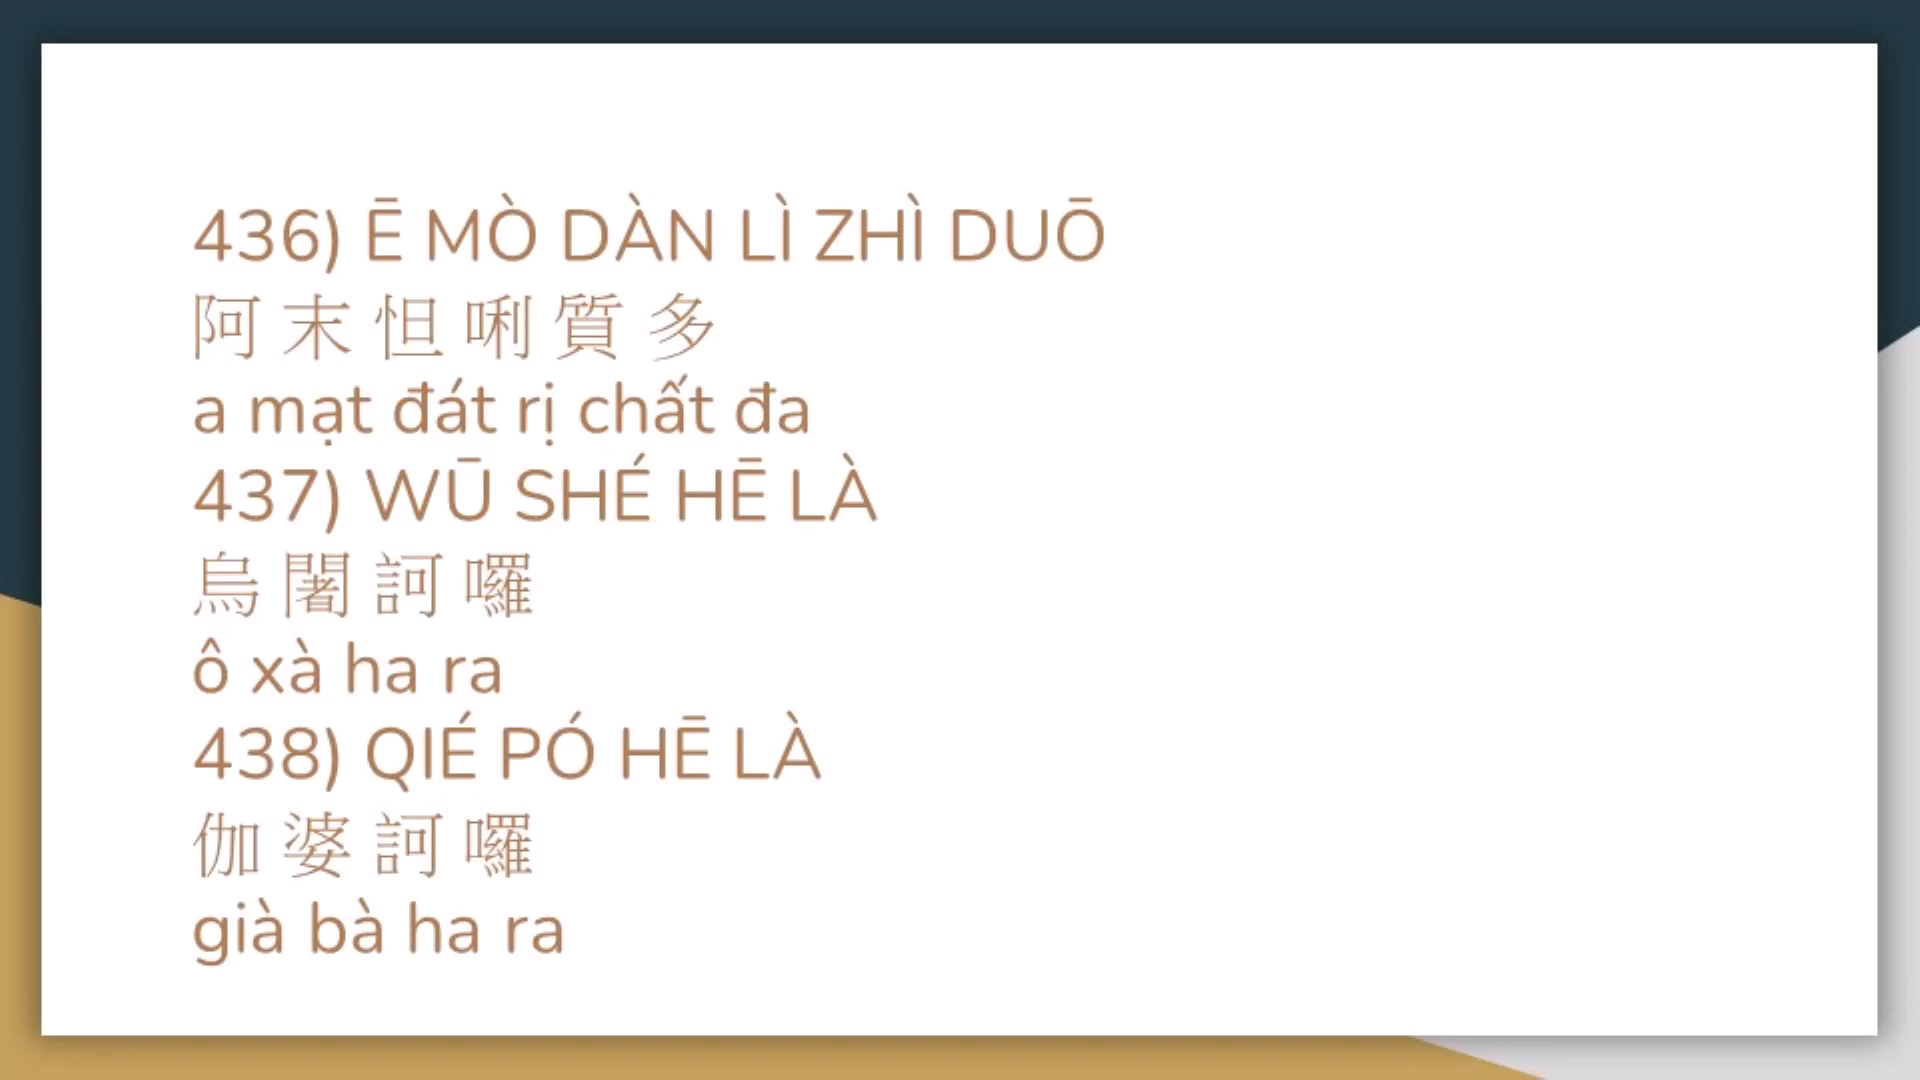 436) Ē MÒ DÀN LÌ ZHÌ DUŌ
阿 末 怛 唎 質 多
a mạt đát rị chất đa
437) WŪ SHÉ HĒ LÀ
烏 闍 訶 囉
ô xà ha ra
438) QIÉ PÓ HĒ LÀ
伽 婆 訶 囉
già bà ha ra